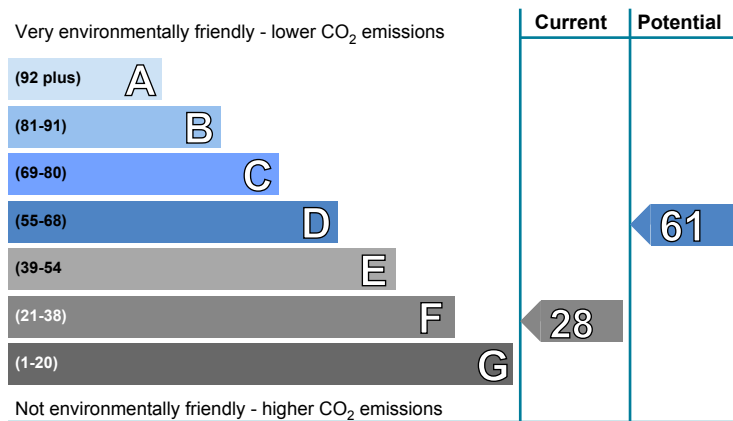 Current Potential
Very environmentally friendly - lower CO2 emissions
(92 plus) A
(81-91) B
(69-80) C
(55-68) D
61
(39-54 E
(21-38) F
28
(1-20) G
Not environmentally friendly - higher CO2 emissions